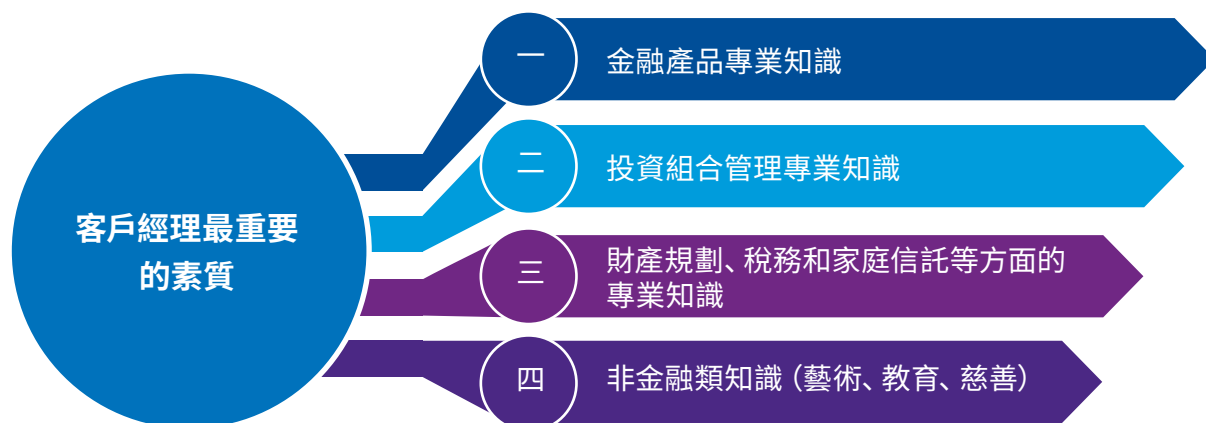 客戶經理最重要
的素質
一
金融產品專業知識
二
投資組合管理專業知識
三
財產規劃、稅務和家庭信託等方面的
專業知識
四
非金融類知識（藝術、教育、慈善）